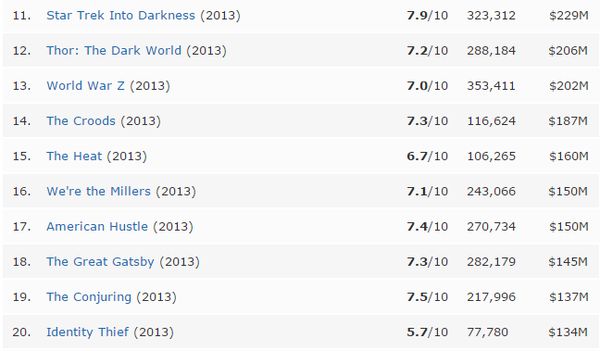 11. Star Trek Into Darkness (2013) 7.9/10 323,312 $229M
12. Thor: The Dark World (2013) 7.2/10 288,184 $206M
13. World War Z (2013) 7.0/10 353,411 $202M
14. The Croods (2013) 7.3/10 116,624 $187M
15. The Heat (2013) 6.7/10 106,265 $160M
16. We're the Millers (2013) 7.1/10 243,066 $150M
17. American Hustle (2013) 7.4/10 270,734 $150M
18. The Great Gatsby (2013) 7.3/10 282,179 $145M
19. The Conjuring (2013) 7.5/10 217,996 $137M
20. Identity Thief (2013) 5.7/10 77,780 $134M